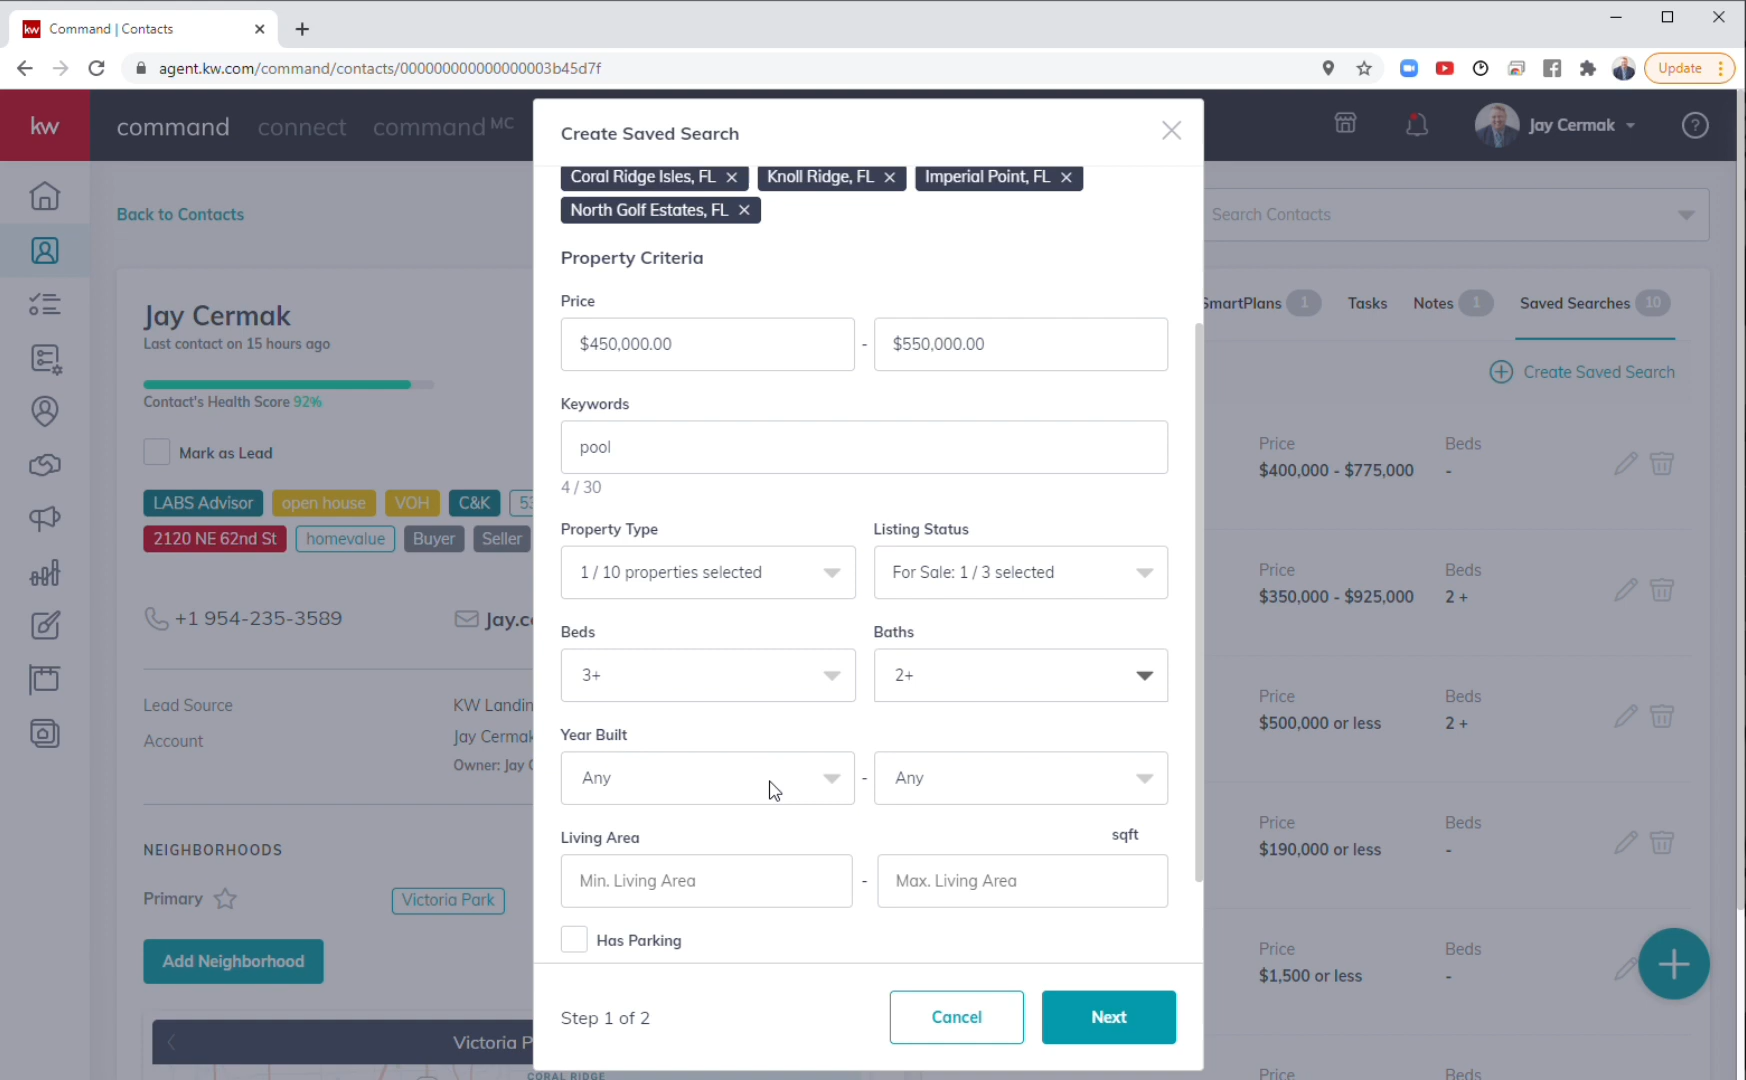 kw Command | Contacts
agent.kw.com/command/contacts/000000000000000003b45d7f
Update
kw command connect command MC
Jay Cermak
Back to Contacts
Search Contacts
Jay Cermak
Last contact on 15 hours ago
Contact's Health Score 92%
Mark as Lead
LABS Advisor open house VOH C&K
2120 NE 62nd St homevalue Buyer Seller
+1 954-235-3589
Lead Source
Account Jay Cermak
Owner: Jay
NEIGHBORHOODS
Primary Victoria Park
Add Neighborhood
Victoria
CORAL RIDGE
Create Saved Search
Coral Ridge Isles, FL Knoll Ridge, FL Imperial Point, FL
North Golf Estates, FL
Property Criteria
Price
$450,000.00 - $550,000.00
Keywords
pool
4 / 30
Property Type Listing Status
1 / 10 properties selected For Sale: 1 / 3 selected
Beds Baths
3+ 2+
Year Built
Any - Any
Living Area sqft
Min. Living Area - Max. Living Area
Has Parking
Step 1 of 2 Cancel Next
SmartPlans 1 Tasks Notes 1 Saved Searches 10
Create Saved Search
Price Beds
$400,000 - $775,000 -
Price Beds
$350,000 - $925,000 2 +
Price Beds
$500,000 or less 2 +
Price Beds
$190,000 or less -
Price Beds
$1,500 or less -
Price Beds